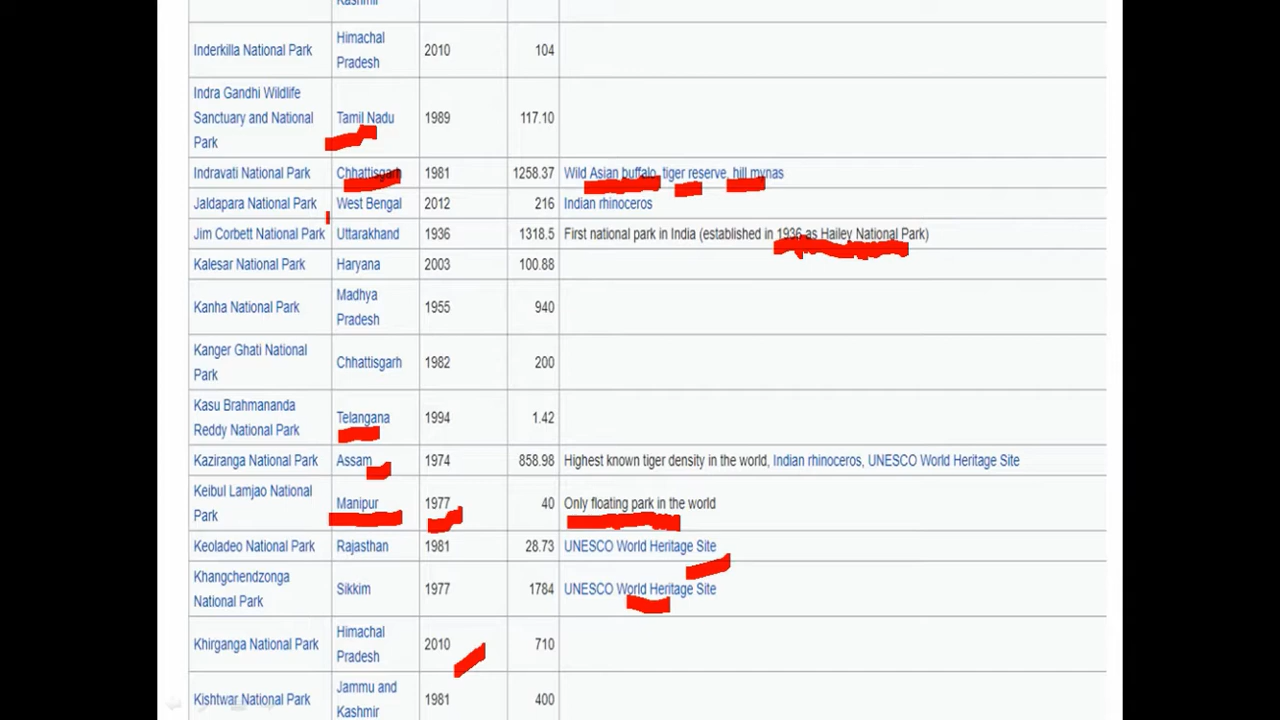 Kashmir
Inderkilla National Park Himachal Pradesh 2010 104
Indra Gandhi Wildlife Sanctuary and National Park Tamil Nadu 1989 117.10
Indravati National Park Chhattisgarh 1981 1258.37 Wild Asian buffalo, tiger reserve, hill mynas
Jaldapara National Park West Bengal 2012 216 Indian rhinoceros
Jim Corbett National Park Uttarakhand 1936 1318.5 First national park in India (established in 1936 as Hailey National Park)
Kalesar National Park Haryana 2003 100.88
Kanha National Park Madhya Pradesh 1955 940
Kanger Ghati National Park Chhattisgarh 1982 200
Kasu Brahmananda Reddy National Park Telangana 1994 1.42
Kaziranga National Park Assam 1974 858.98 Highest known tiger density in the world, Indian rhinoceros, UNESCO World Heritage Site
Keibul Lamjao National Park Manipur 1977 40 Only floating park in the world
Keoladeo National Park Rajasthan 1981 28.73 UNESCO World Heritage Site
Khangchendzonga National Park Sikkim 1977 1784 UNESCO World Heritage Site
Khirganga National Park Himachal Pradesh 2010 710
Kishtwar National Park Jammu and Kashmir 1981 400